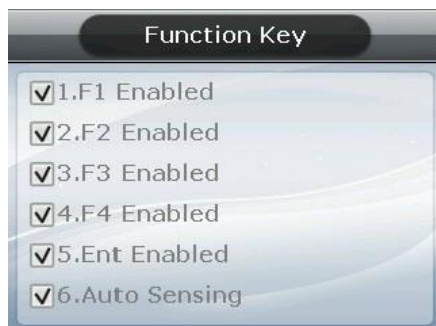 Function Key
1.F1 Enabled
2.F2 Enabled
3.F3 Enabled
4.F4 Enabled
5.Ent Enabled
6.Auto Sensing